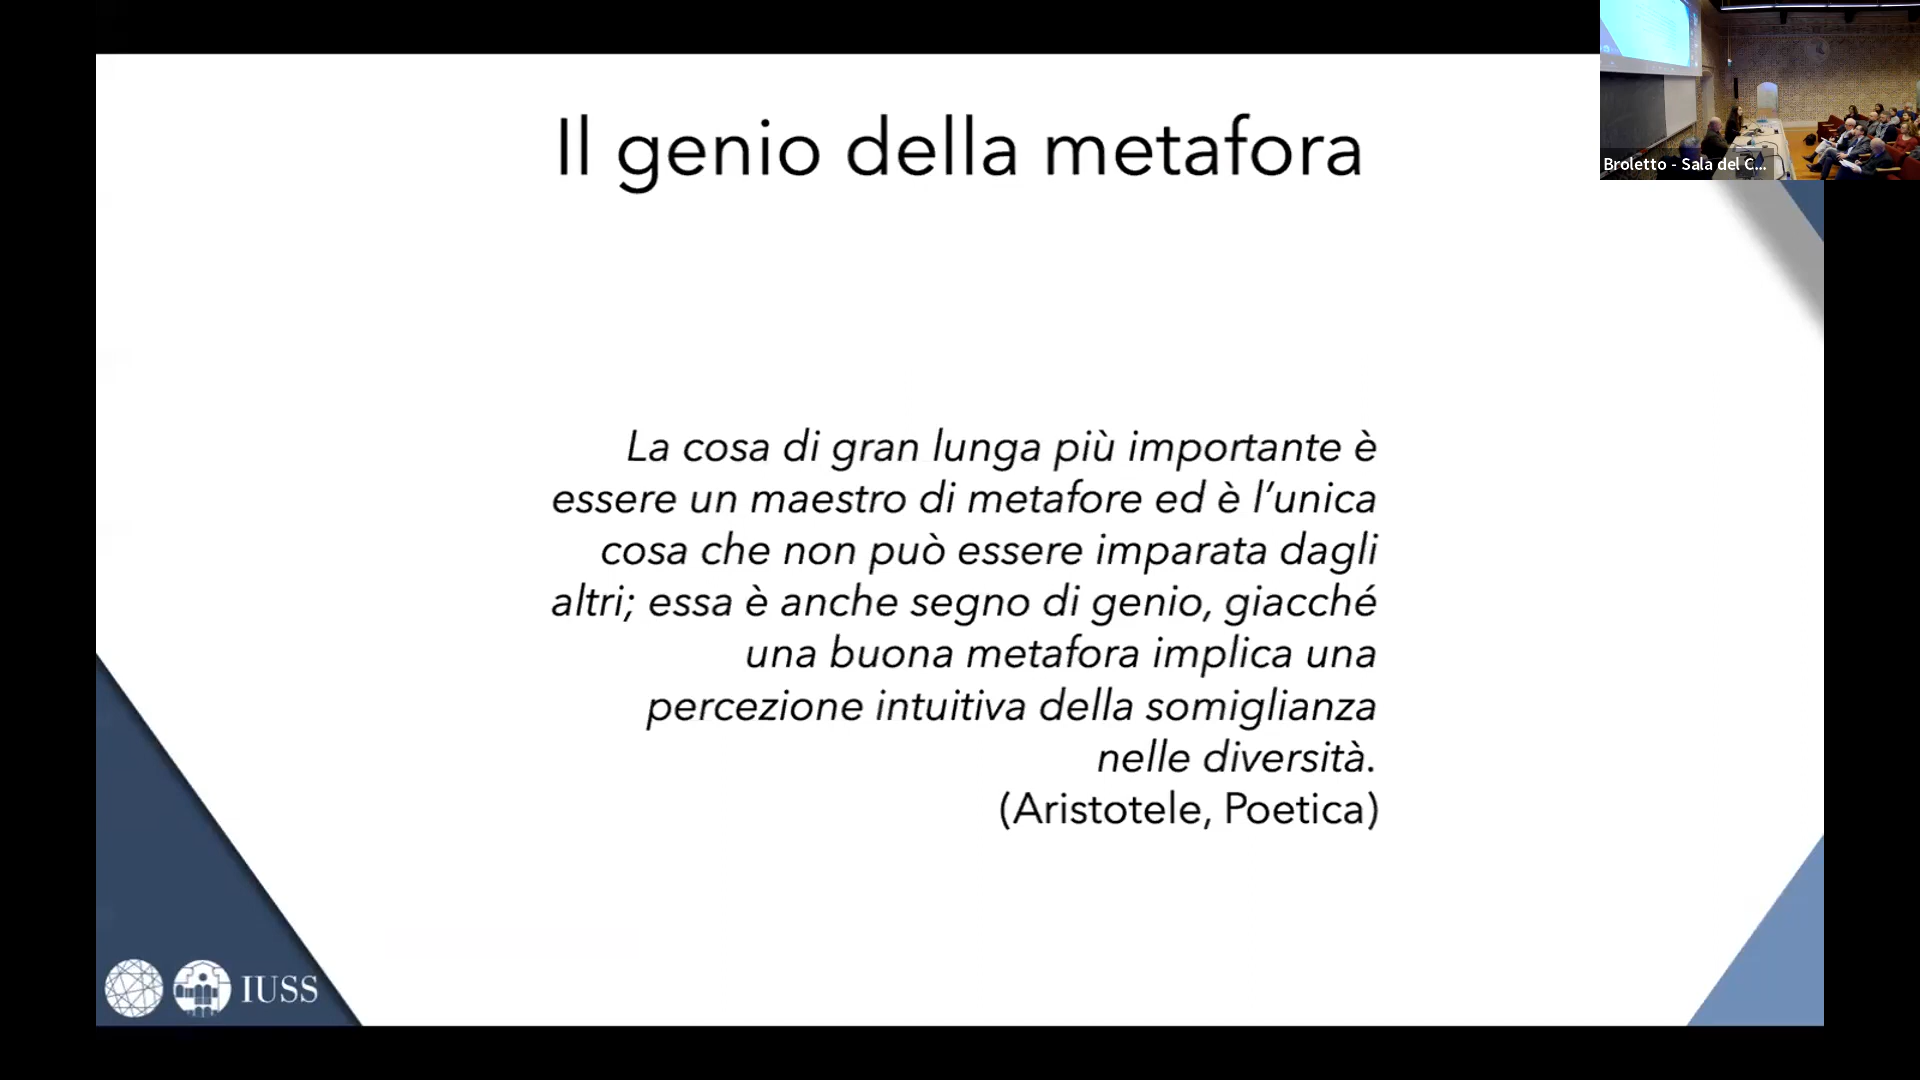 Il genio della metafora
Broletto - Sala del C...
La cosa di gran lunga più importante è
essere un maestro di metafore ed è l’unica
cosa che non può essere imparata dagli
altri; essa è anche segno di genio, giacché
una buona metafora implica una
percezione intuitiva della somiglianza
nelle diversità.
(Aristotele, Poetica)
IUSS